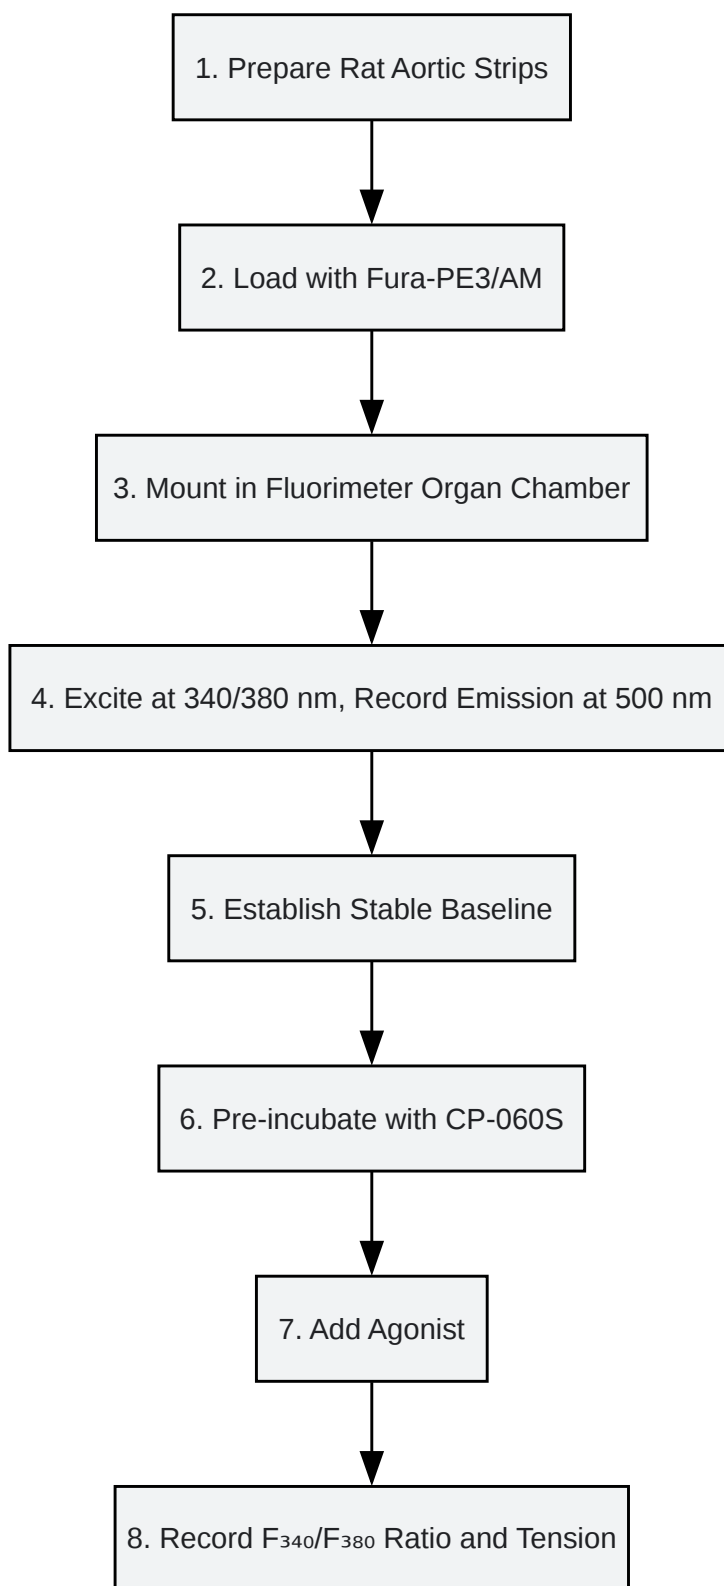 1. Prepare Rat Aortic Strips
2. Load with Fura-PE3/AM
3. Mount in Fluorimeter Organ Chamber
4. Excite at 340/380 nm, Record Emission at 500 nm
5. Establish Stable Baseline
6. Pre-incubate with CP-060S
7. Add Agonist
8. Record F₃₄₀/F₃₈₀ Ratio and Tension